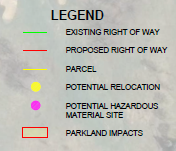 LEGEND
EXISTING RIGHT OF WAY
PROPOSED RIGHT OF WAY
PARCEL
POTENTIAL RELOCATION
POTENTIAL HAZARDOUS
MATERIAL SITE
PARKLAND IMPACTS